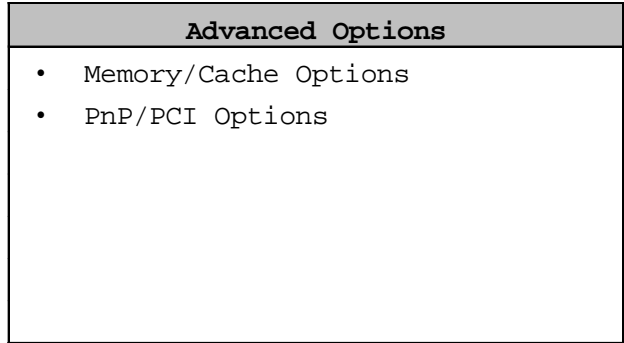 Advanced Options
• Memory/Cache Options
• PnP/PCI Options